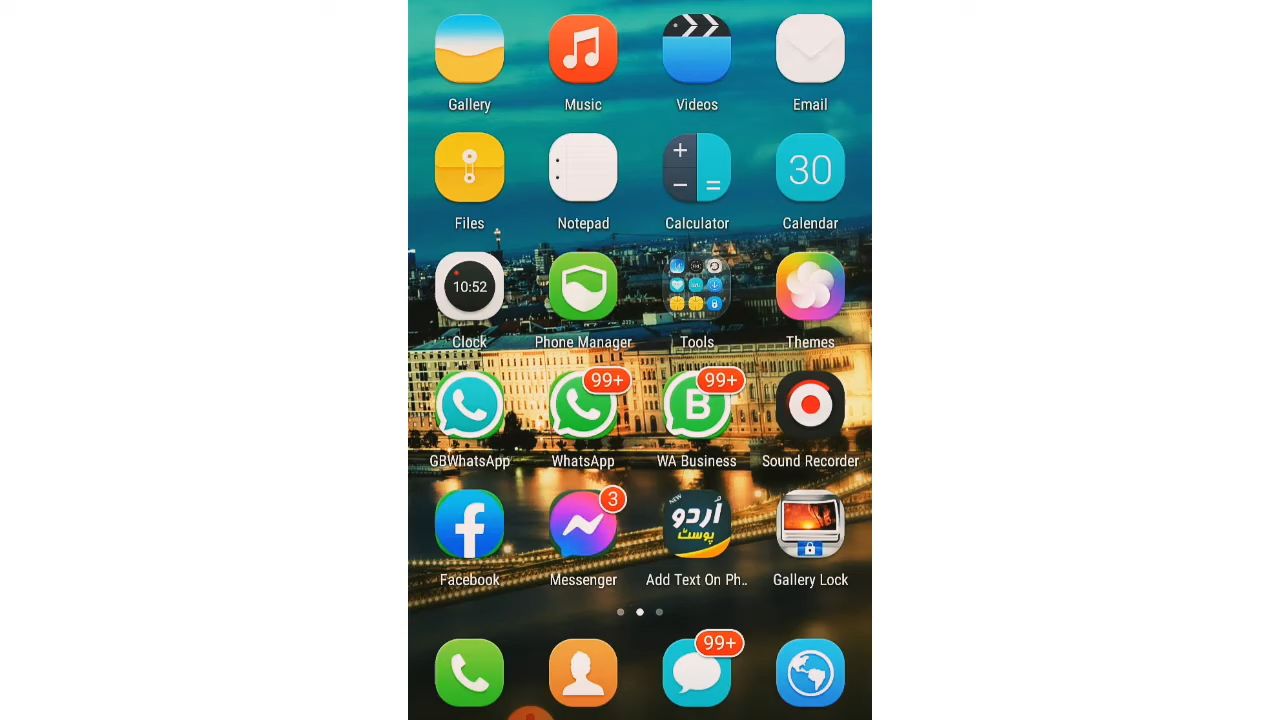 Gallery Music Videos Email
30
Files Notepad Calculator Calendar
10:52
Clock Phone Manager Tools Themes
99+ 99+
B
GBWhatsApp WhatsApp WA Business Sound Recorder
3
NEW
اُردو
پوسٹ
Facebook Messenger Add Text On Ph.. Gallery Lock
99+